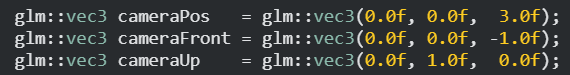 glm::vec3 cameraPos   = glm::vec3(0.0f, 0.0f,  3.0f);
glm::vec3 cameraFront = glm::vec3(0.0f, 0.0f, -1.0f);
glm::vec3 cameraUp    = glm::vec3(0.0f, 1.0f,  0.0f);